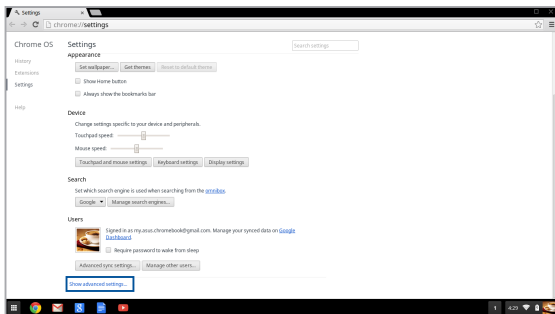 Settings
chrome://settings
Chrome OS
Settings
Search settings
History
Extensions
Settings
Help
Appearance
Set wallpaper...
Get themes
Reset to default theme
Show Home button
Always show the bookmarks bar
Device
Change settings specific to your device and peripherals.
Touchpad speed:
Mouse speed:
Touchpad and mouse settings
Keyboard settings
Display settings
Search
Set which search engine is used when searching from the omnibox.
Google
Manage search engines...
Users
Signed in as my.asus.chromebook@gmail.com. Manage your synced data on Google
Dashboard.
Require password to wake from sleep
Advanced sync settings...
Manage other users...
Show advanced settings...
8
1
4:29